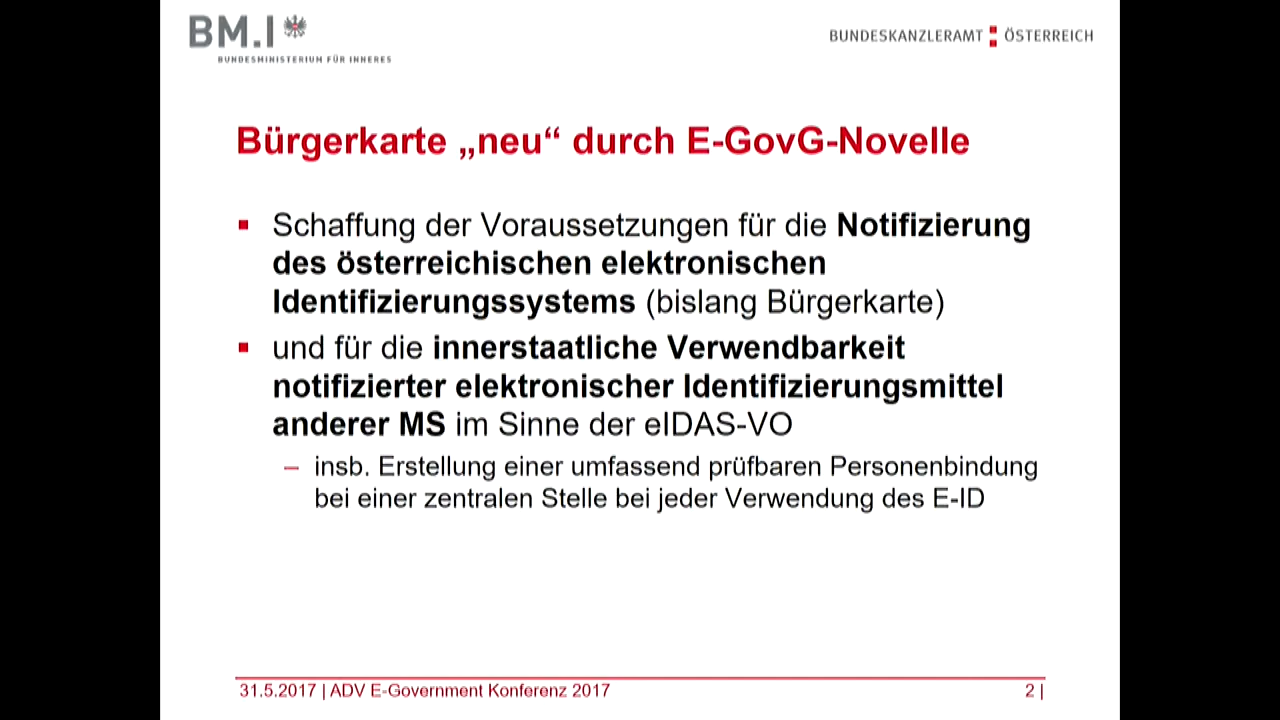 BM.I
BUNDESMINISTERIUM FÜR INNERES
BUNDESKANZLERAMT ÖSTERREICH
Bürgerkarte „neu“ durch E-GovG-Novelle
Schaffung der Voraussetzungen für die Notifizierung
des österreichischen elektronischen
Identifizierungssystems (bislang Bürgerkarte)
und für die innerstaatliche Verwendbarkeit
notifizierter elektronischer Identifizierungsmittel
anderer MS im Sinne der eIDAS-VO
– insb. Erstellung einer umfassend prüfbaren Personenbindung
bei einer zentralen Stelle bei jeder Verwendung des E-ID
31.5.2017 | ADV E-Government Konferenz 2017
2 |